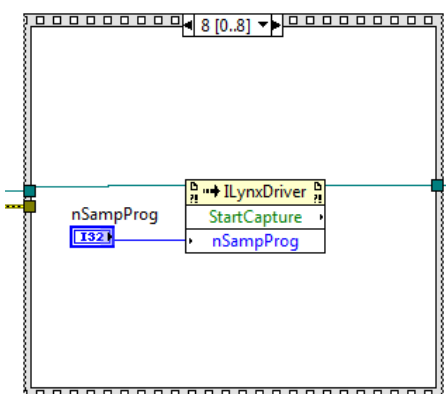 8 [0..8]
ILynxDriver
nSampProg
StartCapture
I32
nSampProg